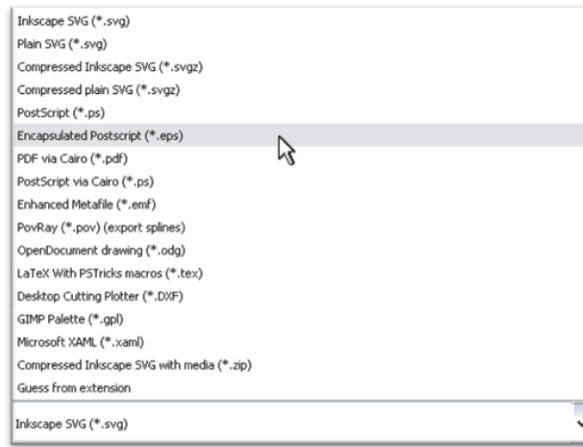 Inkscape SVG (*.svg)
Plain SVG (*.svg)
Compressed Inkscape SVG (*.svgz)
Compressed plain SVG (*.svgz)
PostScript (*.ps)
Encapsulated Postscript (*.eps)
PDF via Cairo (*.pdf)
PostScript via Cairo (*.ps)
Enhanced Metafile (*.emf)
PovRay (*.pov) (export splines)
OpenDocument drawing (*.odg)
LaTeX With PSTricks macros (*.tex)
Desktop Cutting Plotter (*.DXF)
GIMP Palette (*.gpl)
Microsoft XAML (*.xaml)
Compressed Inkscape SVG with media (*.zip)
Guess from extension
Inkscape SVG (*.svg)